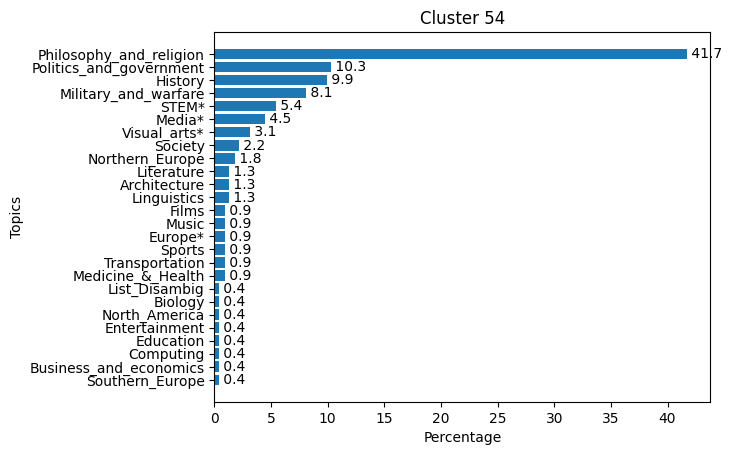 Cluster 54
Philosophy_and_religion 41.7
Politics_and_government 10.3
History 9.9
Military_and_warfare 8.1
STEM* 5.4
Media* 4.5
Visual_arts* 3.1
Society 2.2
Northern_Europe 1.8
Literature 1.3
Architecture 1.3
Linguistics 1.3
Films 0.9
Music 0.9
Europe* 0.9
Sports 0.9
Transportation 0.9
Medicine_&_Health 0.9
List_Disambig 0.4
Biology 0.4
North_America 0.4
Entertainment 0.4
Education 0.4
Computing 0.4
Business_and_economics 0.4
Southern_Europe 0.4
Topics
0 5 10 15 20 25 30 35 40
Percentage